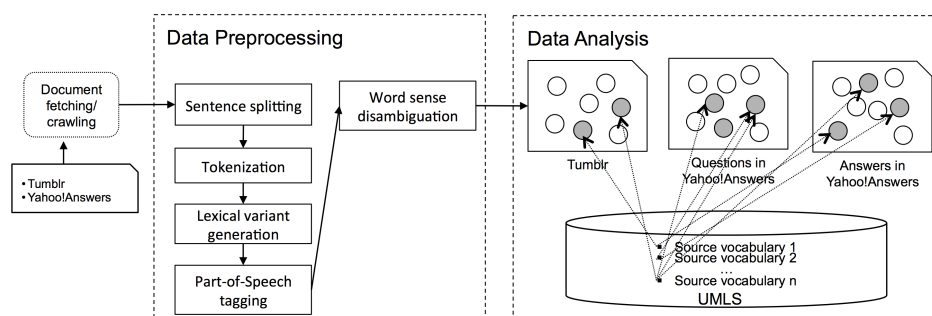 Data Preprocessing
Data Analysis
Document
fetching/
crawling
• Tumblr
• Yahoo!Answers
Sentence splitting
Tokenization
Lexical variant
generation
Part-of-Speech
tagging
Word sense
disambiguation
Tumblr
Questions in
Yahoo!Answers
Answers in
Yahoo!Answers
Source vocabulary 1
Source vocabulary 2
...
Source vocabulary n
UMLS